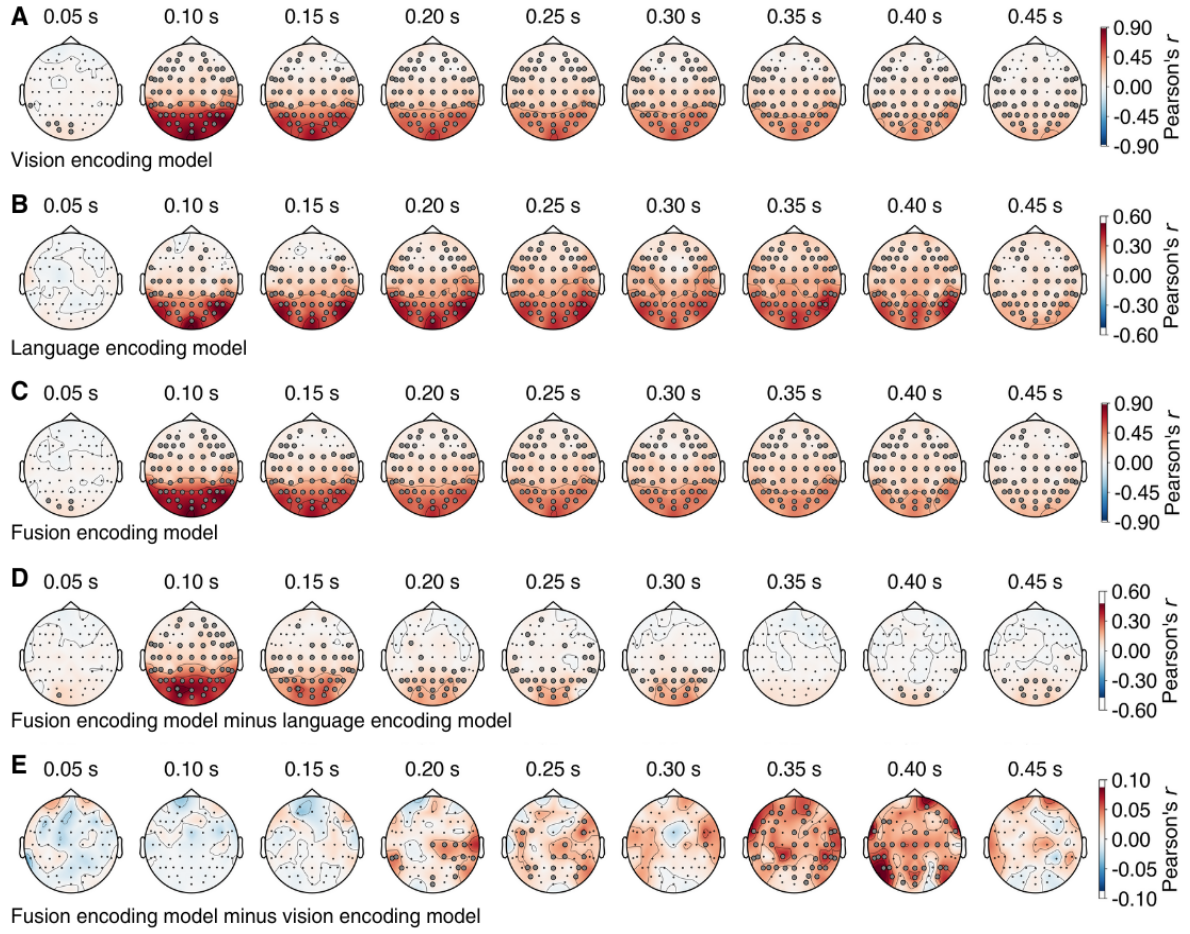 A 0.05 s 0.10 s 0.15 s 0.20 s 0.25 s 0.30 s 0.35 s 0.40 s 0.45 s
0.90
0.45
0.00
-0.45
-0.90
Pearson's r
Vision encoding model
B 0.05 s 0.10 s 0.15 s 0.20 s 0.25 s 0.30 s 0.35 s 0.40 s 0.45 s
0.60
0.30
0.00
-0.30
-0.60
Pearson's r
Language encoding model
C 0.05 s 0.10 s 0.15 s 0.20 s 0.25 s 0.30 s 0.35 s 0.40 s 0.45 s
0.90
0.45
0.00
-0.45
-0.90
Pearson's r
Fusion encoding model
D 0.05 s 0.10 s 0.15 s 0.20 s 0.25 s 0.30 s 0.35 s 0.40 s 0.45 s
0.60
0.30
0.00
-0.30
-0.60
Pearson's r
Fusion encoding model minus language encoding model
E 0.05 s 0.10 s 0.15 s 0.20 s 0.25 s 0.30 s 0.35 s 0.40 s 0.45 s
0.10
0.05
0.00
-0.05
-0.10
Pearson's r
Fusion encoding model minus vision encoding model